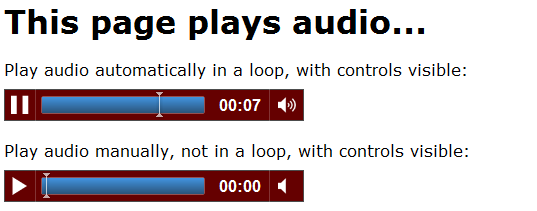 This page plays audio...
Play audio automatically in a loop, with controls visible:
00:07
Play audio manually, not in a loop, with controls visible:
00:00